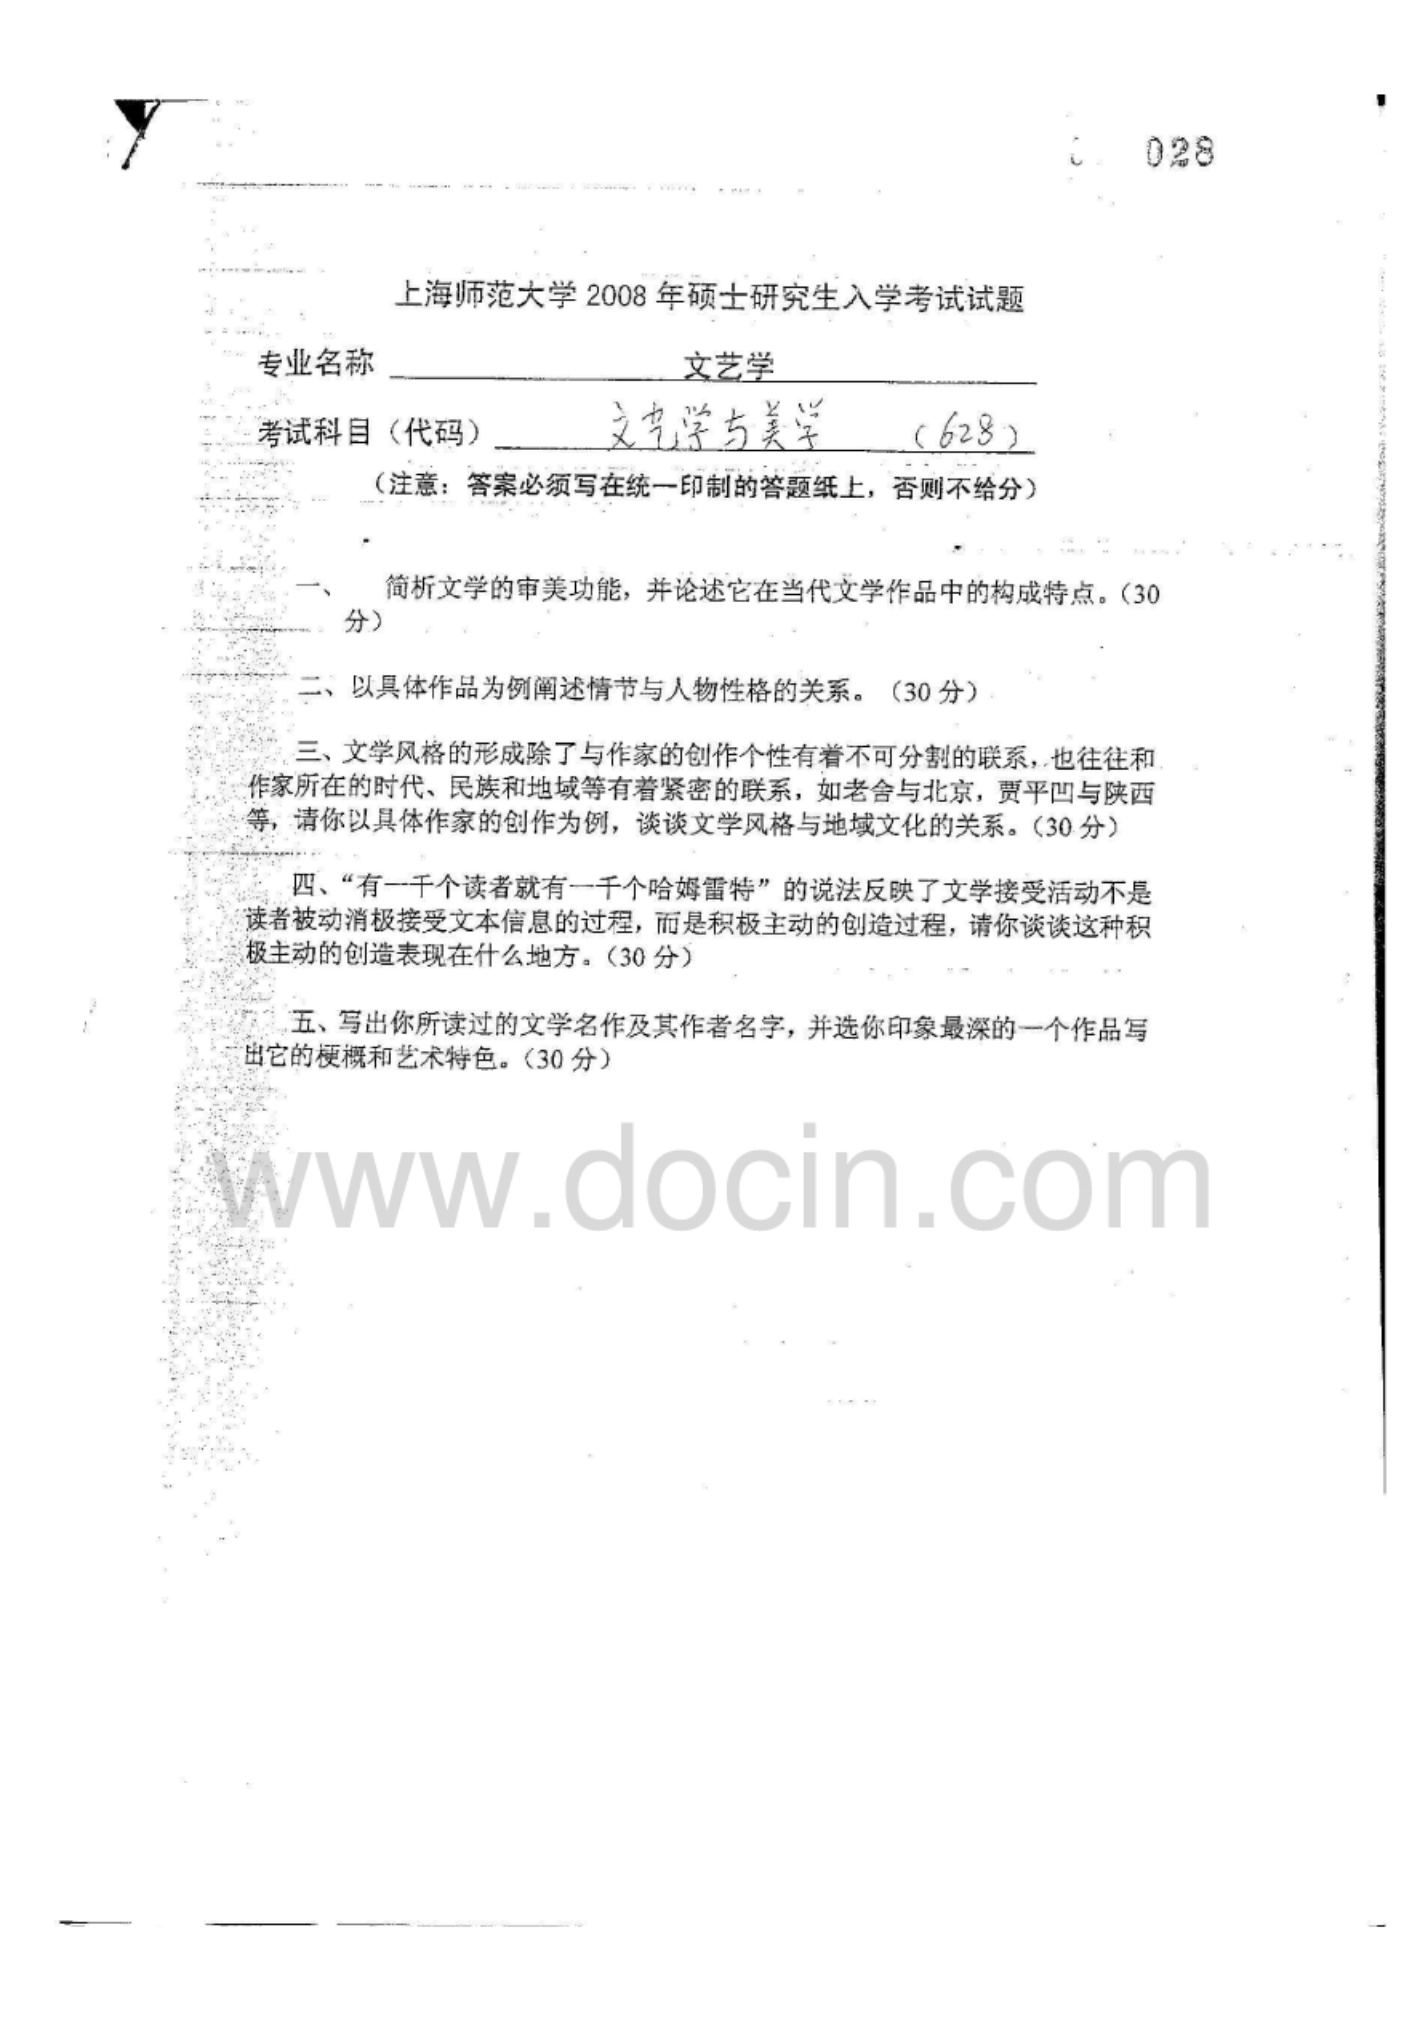 028
上海师范大学 2008 年硕士研究生入学考试试题
专业名称 文艺学
考试科目（代码） 文艺学与美学 （628）
（注意：答案必须写在统一印制的答题纸上，否则不给分）
一、 简析文学的审美功能，并论述它在当代文学作品中的构成特点。（30
分）
二、以具体作品为例阐述情节与人物性格的关系。（30 分）
三、文学风格的形成除了与作家的创作个性有着不可分割的联系，也往往和
作家所在的时代、民族和地域等有着紧密的联系，如老舍与北京，贾平凹与陕西
等，请你以具体作家的创作为例，谈谈文学风格与地域文化的关系。（30 分）
四、“有一千个读者就有一千个哈姆雷特”的说法反映了文学接受活动不是
读者被动消极接受文本信息的过程，而是积极主动的创造过程，请你谈谈这种积
极主动的创造表现在什么地方。（30 分）
五、写出你所读过的文学名作及其作者名字，并选你印象最深的一个作品写
出它的梗概和艺术特色。（30 分）
www.docin.com